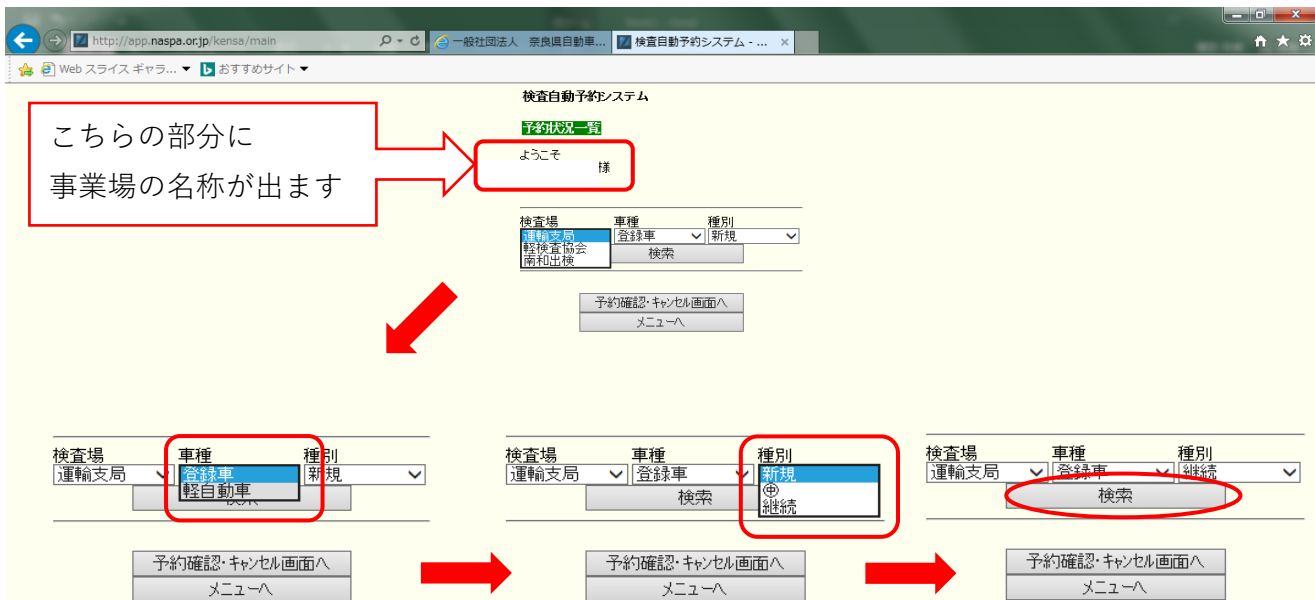 http://app.naspa.or.jp/kensa/main
一般社団法人 奈良県自動車...
検査自動予約システム - ...
Web スライス ギャラ...
おすすめサイト
検査自動予約システム
予約状況一覧
ようこそ
様
こちらの部分に
事業場の名称が出ます
検査場 車種 種別
運輸支局 登録車 新規
軽検査協会
南和出検
検索
予約確認・キャンセル画面へ
メニューへ
検査場 車種 種別
運輸支局 登録車 新規
軽自動車
予約確認・キャンセル画面へ
メニューへ
検査場 車種 種別
運輸支局 登録車 新規
㊥
継続
検索
予約確認・キャンセル画面へ
メニューへ
検査場 車種 種別
運輸支局 登録車 継続
検索
予約確認・キャンセル画面へ
メニューへ